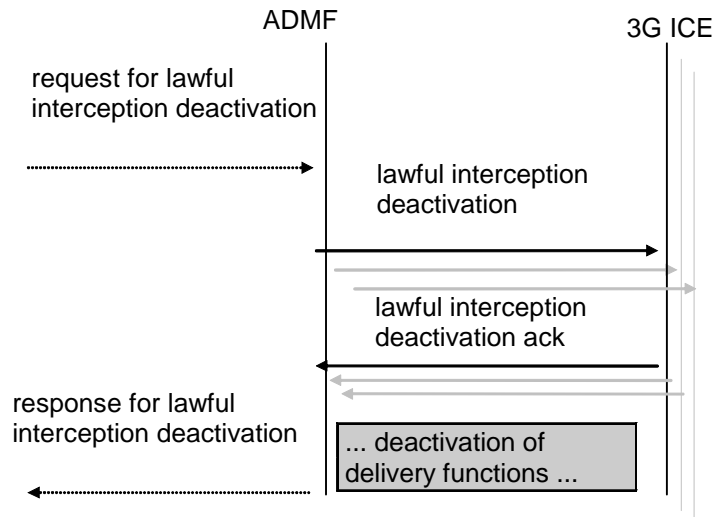 ADMF
3G ICE
request for lawful
interception deactivation
lawful interception
deactivation
lawful interception
deactivation ack
response for lawful
interception deactivation
... deactivation of
delivery functions ...